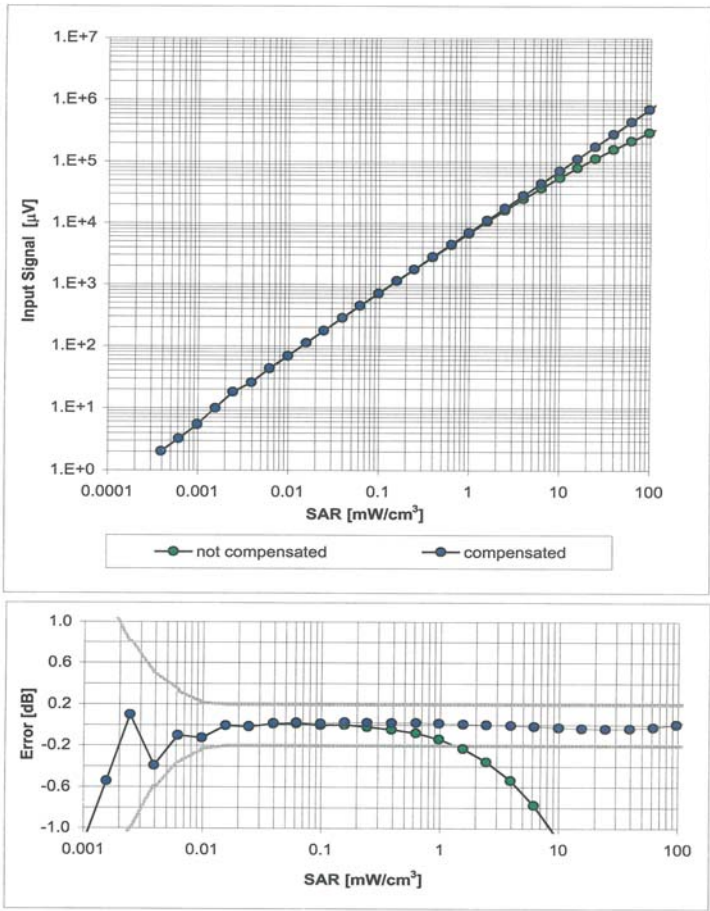 1.E+7
1.E+6
1.E+5
1.E+4
1.E+3
1.E+2
1.E+1
1.E+0
Input Signal [µV]
0.0001 0.001 0.01 0.1 1 10 100
SAR [mW/cm³]
not compensated compensated
1.0
0.6
0.2
-0.2
-0.6
-1.0
Error [dB]
0.001 0.01 0.1 1 10 100
SAR [mW/cm³]